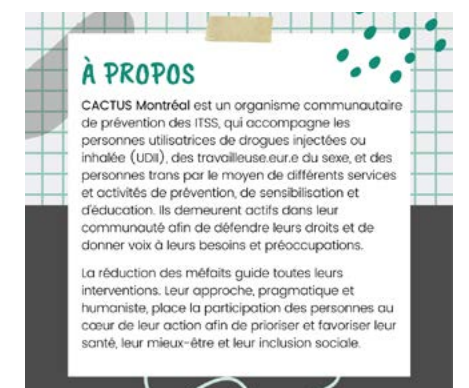 À PROPOS
CACTUS Montréal est un organisme communautaire
de prévention des ITSS, qui accompagne les
personnes utilisatrices de drogues injectées ou
inhalée (UDII), des travailleuse.eur.e du sexe, et des
personnes trans par le moyen de différents services
et activités de prévention, de sensibilisation et
d'éducation. Ils demeurent actifs dans leur
communauté afin de défendre leurs droits et de
donner voix à leurs besoins et préoccupations.
La réduction des méfaits guide toutes leurs
interventions. Leur approche, pragmatique et
humaniste, place la participation des personnes au
cœur de leur action afin de prioriser et favoriser leur
santé, leur mieux-être et leur inclusion sociale.